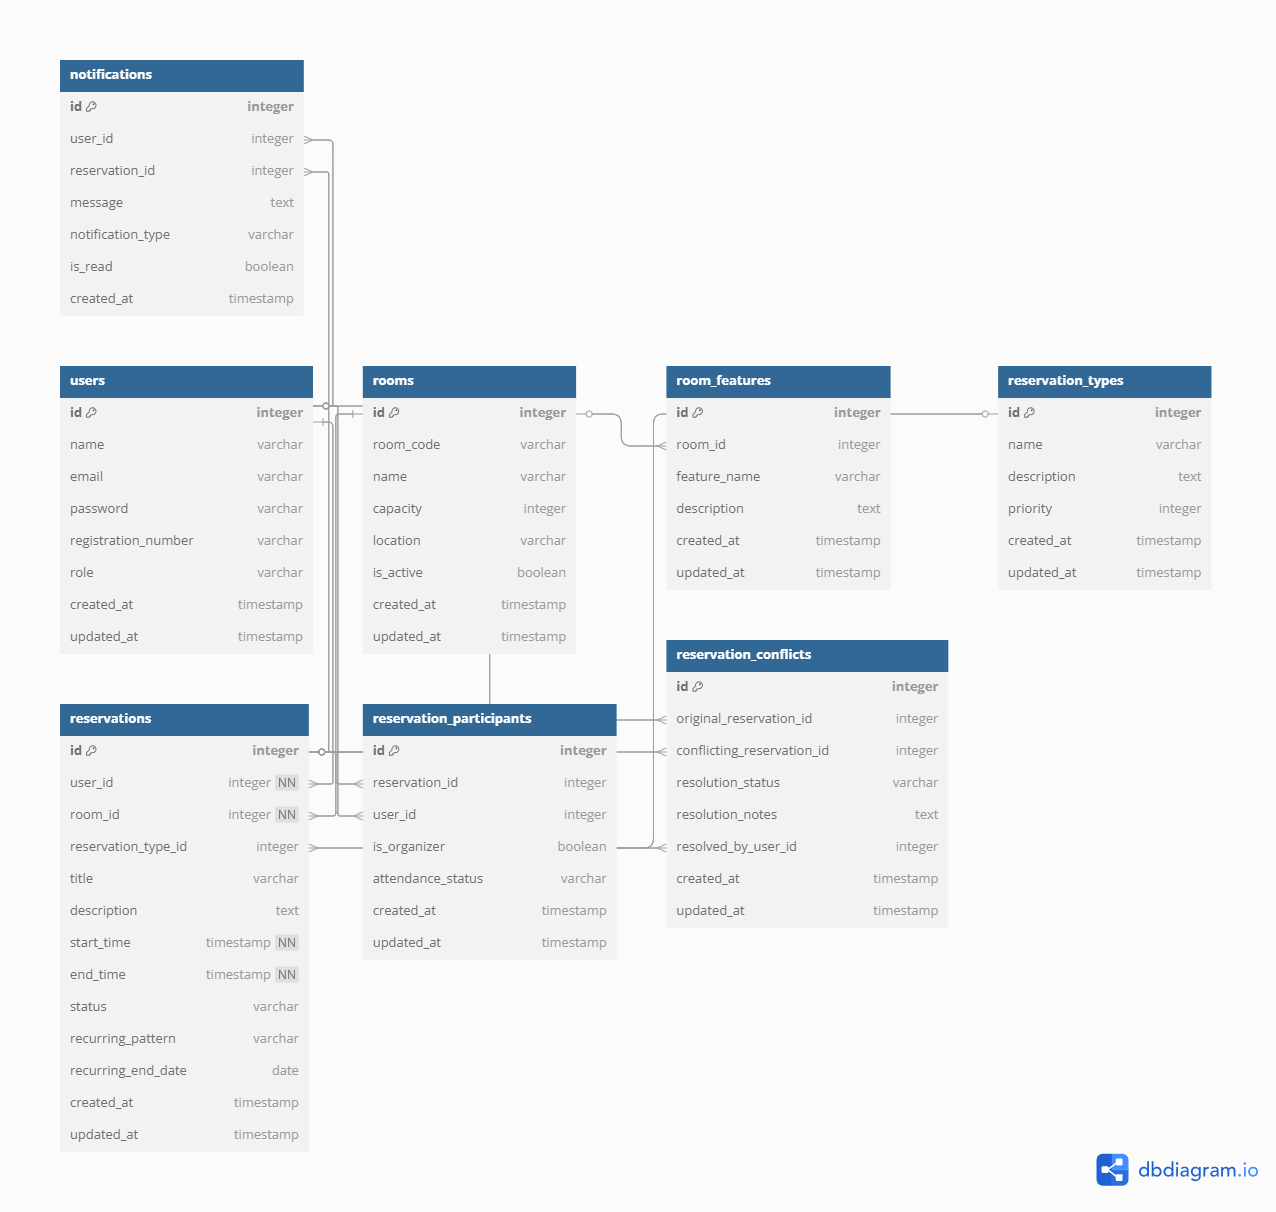 notifications
id integer
user_id integer
reservation_id integer
message text
notification_type varchar
is_read boolean
created_at timestamp
users
id integer
name varchar
email varchar
password varchar
registration_number varchar
role varchar
created_at timestamp
updated_at timestamp
rooms
id integer
room_code varchar
name varchar
capacity integer
location varchar
is_active boolean
created_at timestamp
updated_at timestamp
room_features
id integer
room_id integer
feature_name varchar
description text
created_at timestamp
updated_at timestamp
reservation_types
id integer
name varchar
description text
priority integer
created_at timestamp
updated_at timestamp
reservations
id integer
user_id integer NN
room_id integer NN
reservation_type_id integer
title varchar
description text
start_time timestamp NN
end_time timestamp NN
status varchar
recurring_pattern varchar
recurring_end_date date
created_at timestamp
updated_at timestamp
reservation_participants
id integer
reservation_id integer
user_id integer
is_organizer boolean
attendance_status varchar
created_at timestamp
updated_at timestamp
reservation_conflicts
id integer
original_reservation_id integer
conflicting_reservation_id integer
resolution_status varchar
resolution_notes text
resolved_by_user_id integer
created_at timestamp
updated_at timestamp
dbdiagram.io